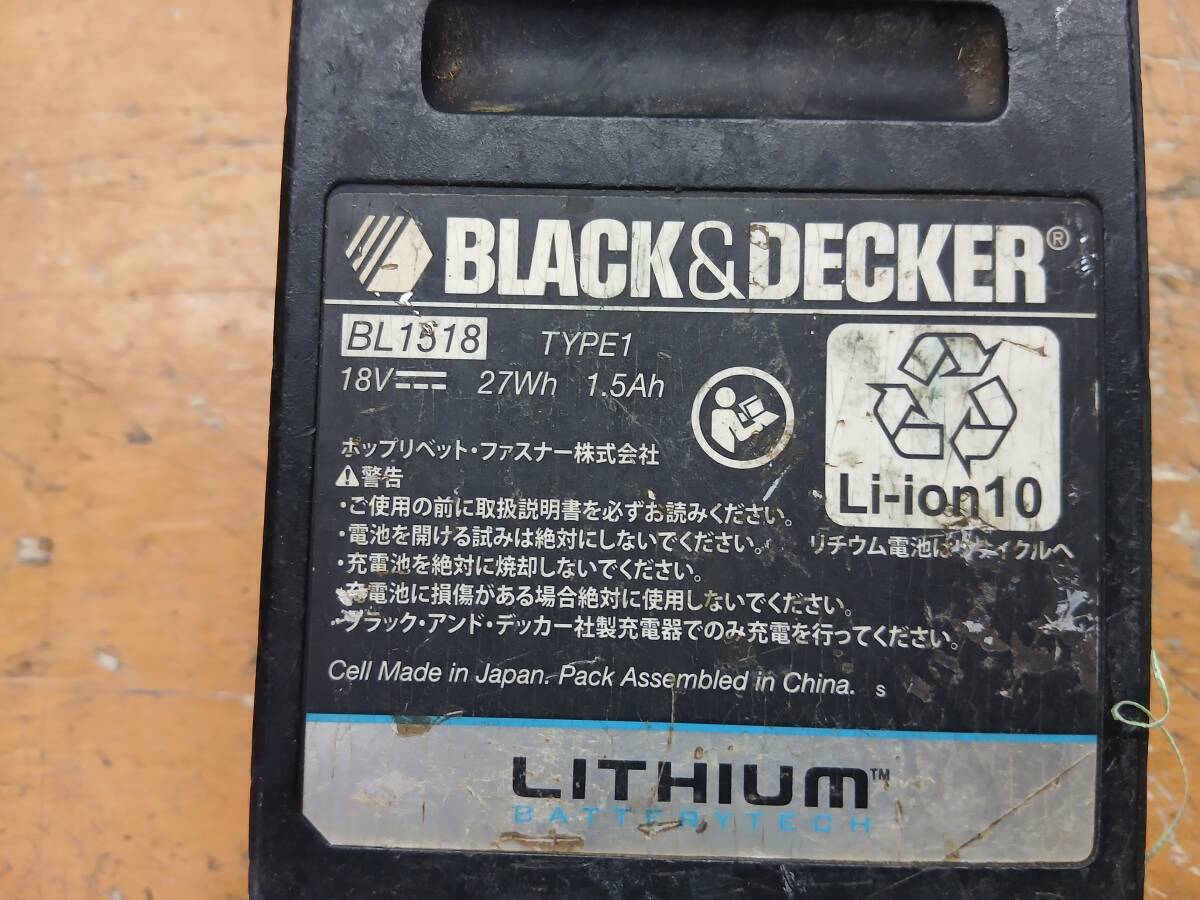 BLACK&DECKER®
BL1518 TYPE1
18V 27Wh 1.5Ah
ポップリベット・ファスナー株式会社
警告
・ご使用の前に取扱説明書を必ずお読みください。
・電池を開ける試みは絶対にしないでください。
・充電池を絶対に焼却しないでください。
充電池に損傷がある場合絶対に使用しないでください。
・ブラック・アンド・デッカー社製充電器でのみ充電を行ってください。
Li-ion10
リチウム電池はリサイクルへ
Cell Made in Japan. Pack Assembled in China. S
LITHIUM™
BATTERYTECH